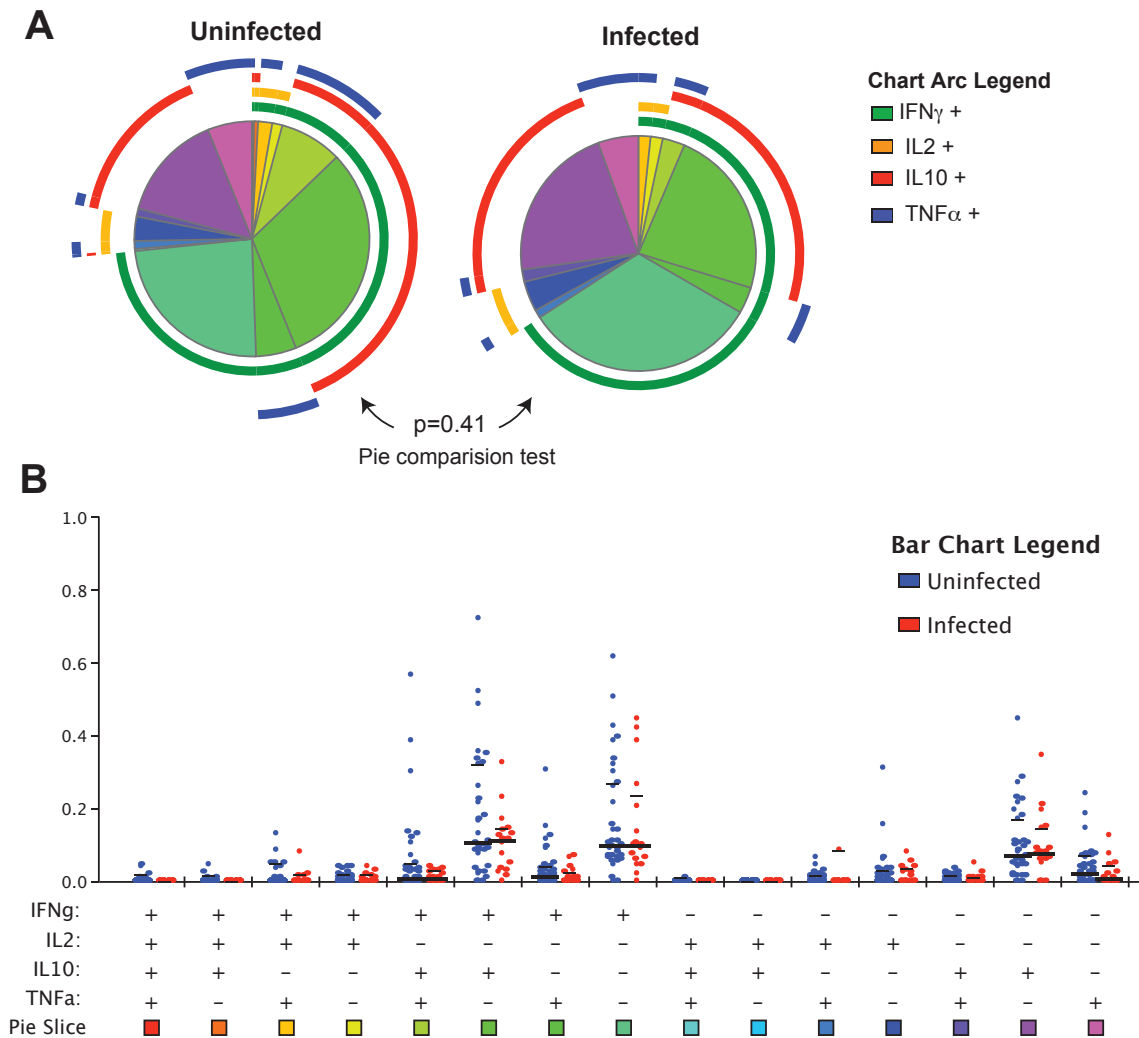 A
Uninfected
Infected
Chart Arc Legend
IFNγ +
IL2 +
IL10 +
TNFα +
p=0.41
Pie comparision test
B
Bar Chart Legend
Uninfected
Infected
1.0
0.8
0.6
0.4
0.2
0.0
IFNg: + + + + + + + + – – – – – – –
IL2: + + + + – – – – + + + + – – –
IL10: + + – – + + – – + + – – + + –
TNFa: + – + – + – + – + – + – + – +
Pie Slice